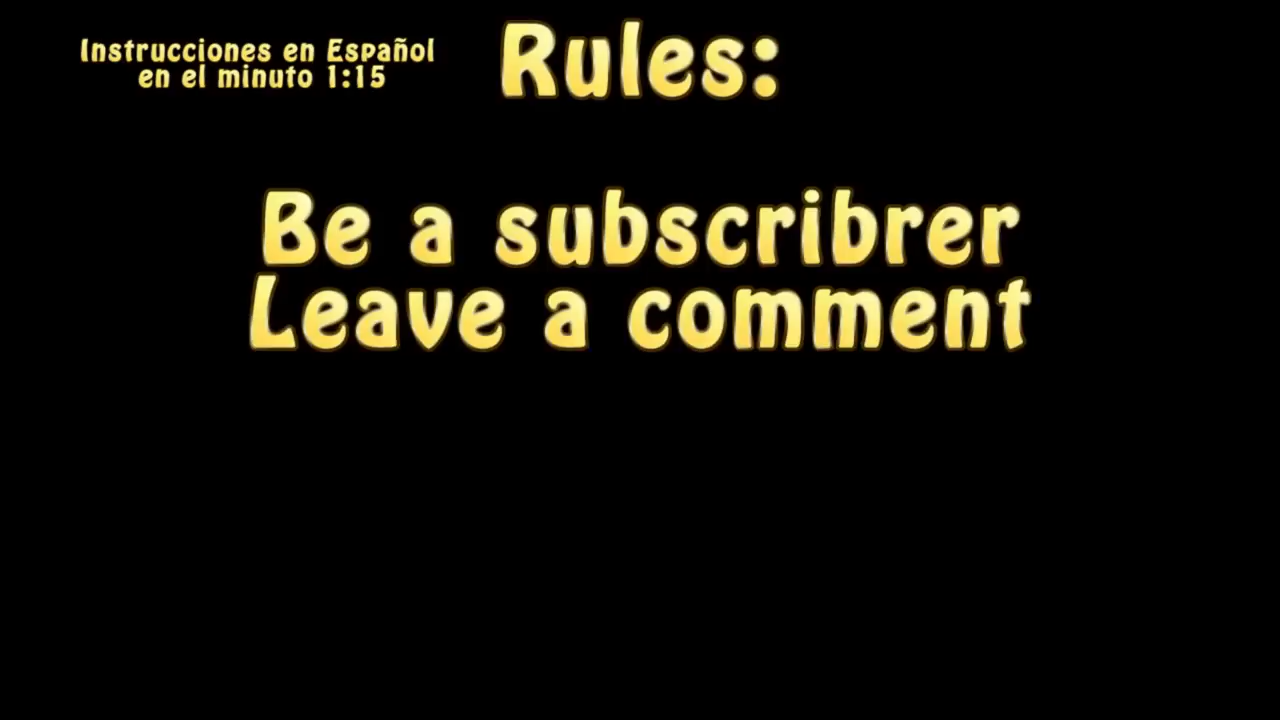 Instrucciones en Español
en el minuto 1:15
Rules:
Be a subscribrer
Leave a comment